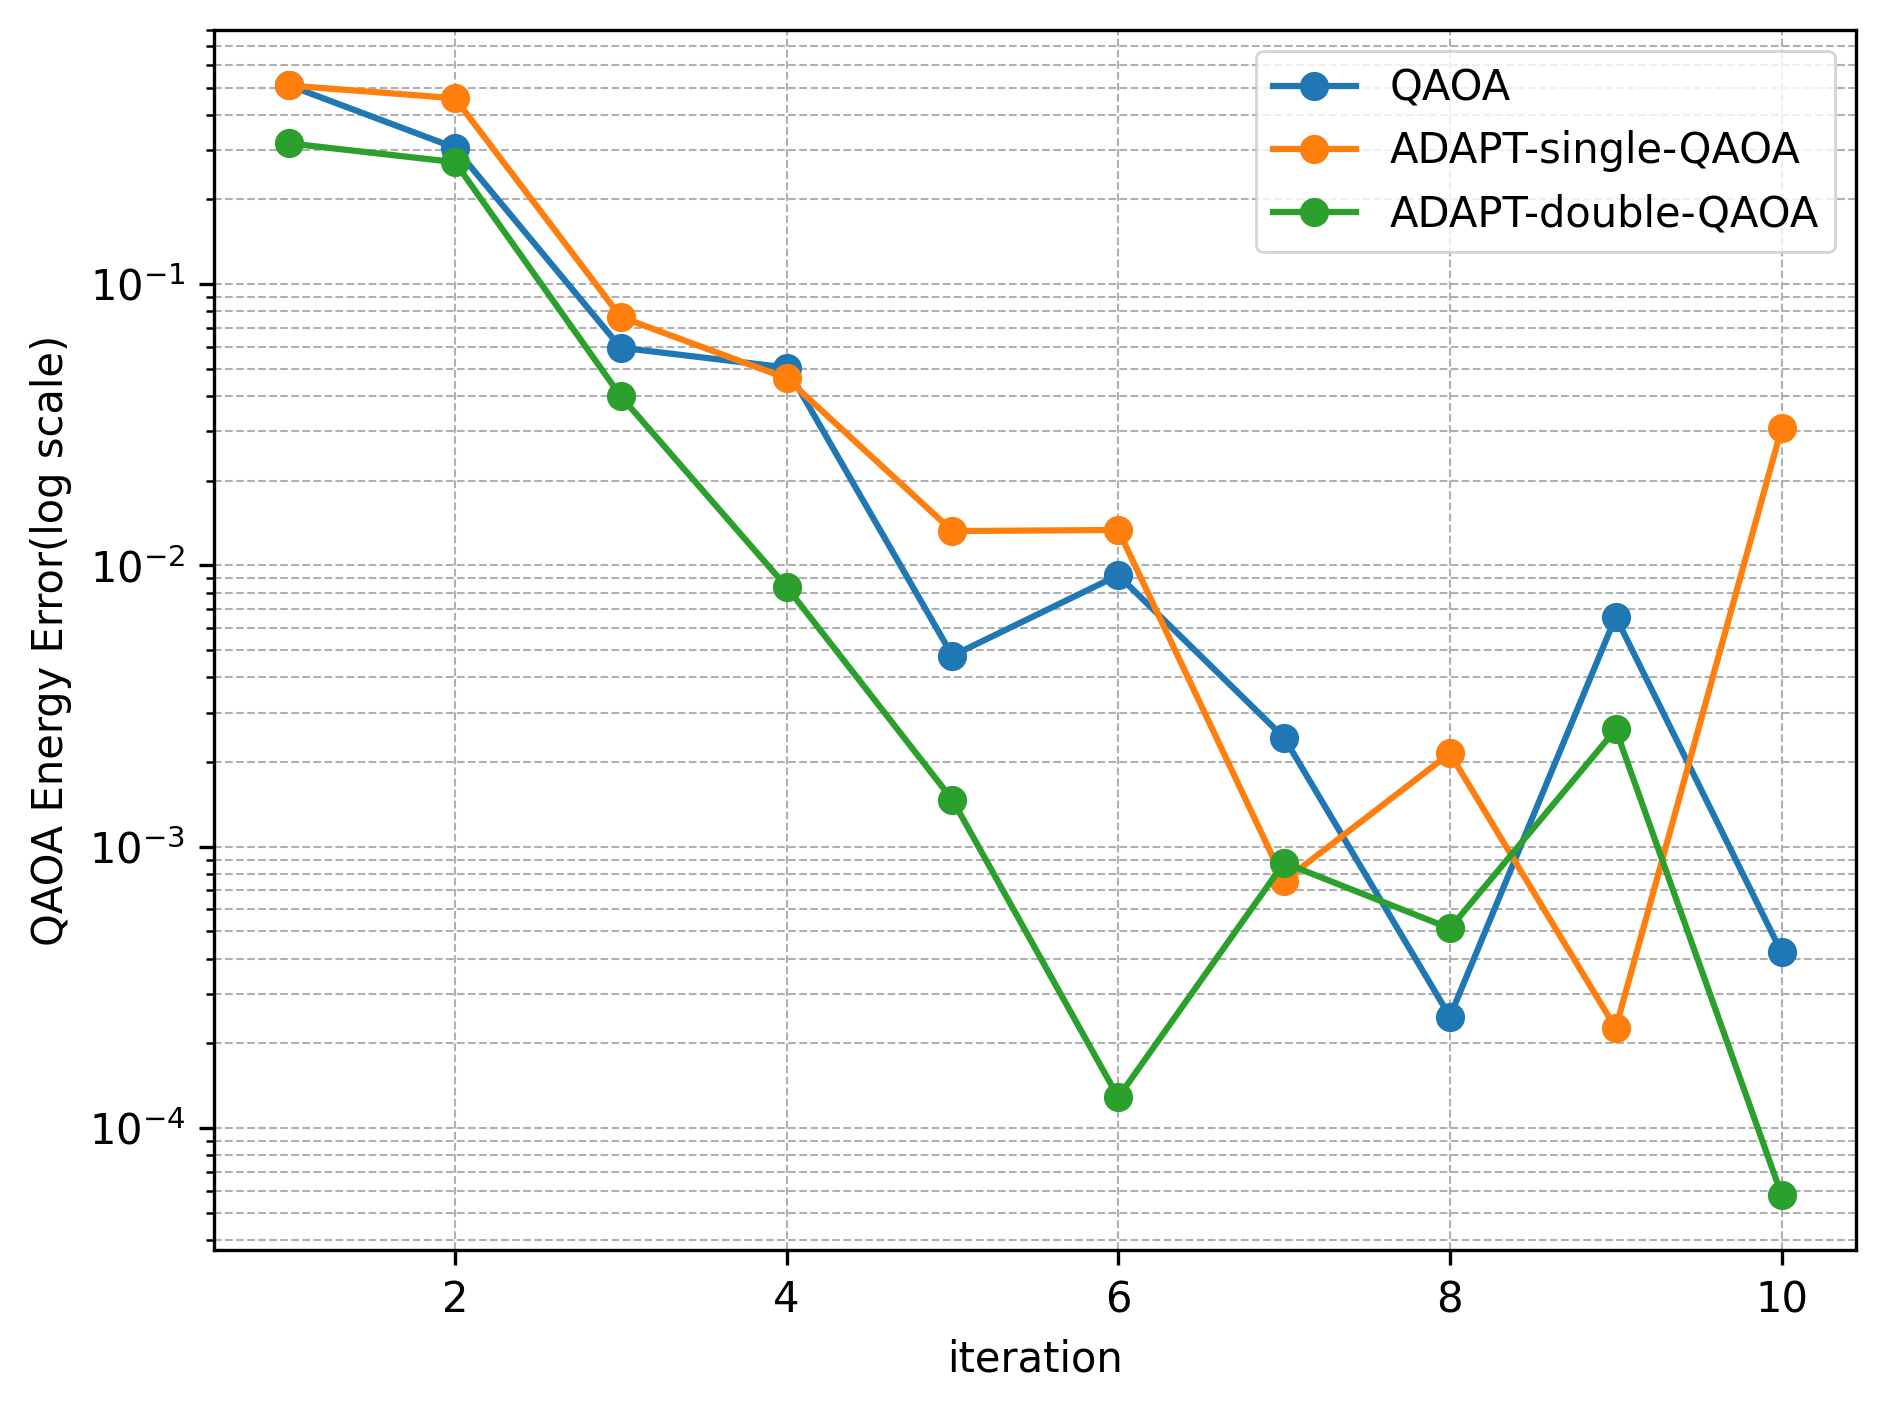 QAOA
ADAPT-single-QAOA
ADAPT-double-QAOA
QAOA Energy Error(log scale)
10⁻¹
10⁻²
10⁻³
10⁻⁴
2 4 6 8 10
iteration